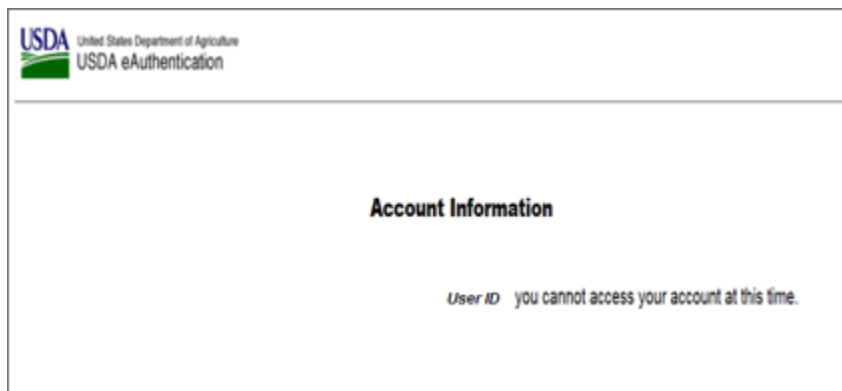 USDA United States Department of Agriculture
USDA eAuthentication
Account Information
User ID you cannot access your account at this time.